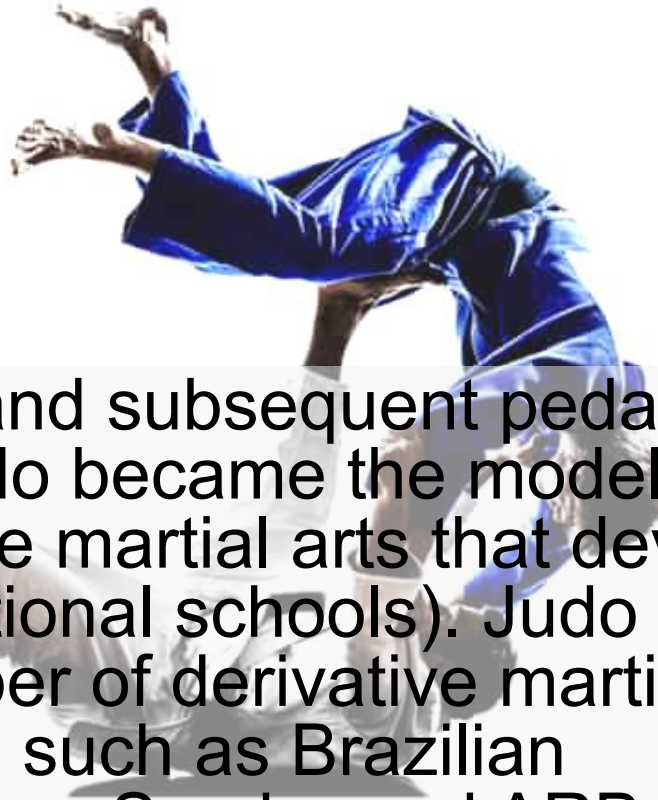 and subsequent peda
do became the model
e martial arts that dev
tional schools). Judo
ber of derivative marti
such as Brazilian